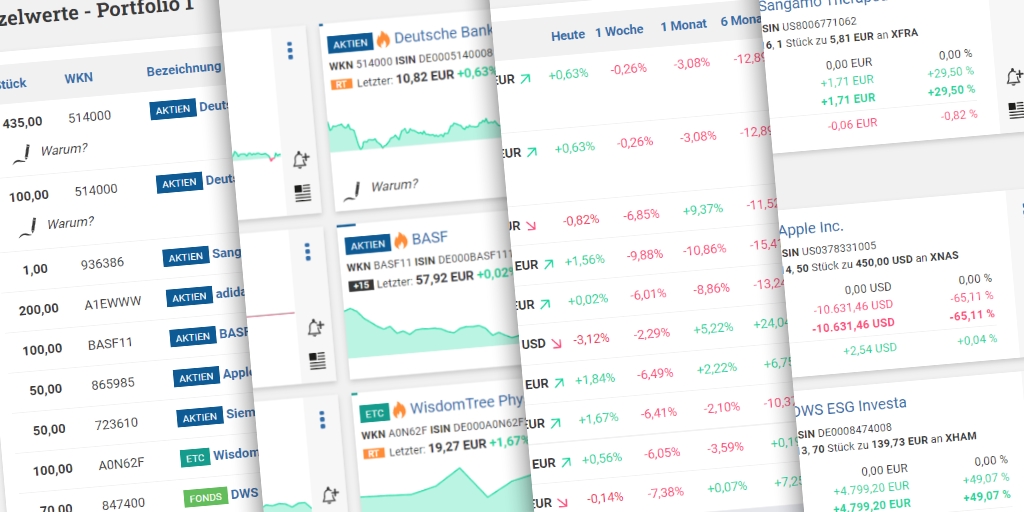 zelwerte - Portfolio 1
Stück WKN Bezeichnung
435,00 514000 AKTIEN Deuts
Warum?
100,00 514000 AKTIEN Deuts
Warum?
1,00 936386 AKTIEN Sang
200,00 A1EWWW AKTIEN adida
100,00 BASF11 AKTIEN BASF
50,00 865985 AKTIEN Apple
50,00 723610 AKTIEN Siem
100,00 A0N62F ETC Wisdom
70,00 847400 FONDS DWS
AKTIEN Deutsche Bank
WKN 514000 ISIN DE0005140008
RT Letzter: 10,82 EUR +0,63%
Warum?
AKTIEN BASF
WKN BASF11 ISIN DE000BASF111
+15 Letzter: 57,92 EUR +0,02%
ETC WisdomTree Phy
WKN A0N62F ISIN DE000A0N62F
RT Letzter: 19,27 EUR +1,67%
Heute 1 Woche 1 Monat 6 Mona
EUR +0,63% -0,26% -3,08% -12,89
EUR +0,63% -0,26% -3,08% -12,89
UR -0,82% -6,85% +9,37% -11,52
EUR +1,56% -9,88% -10,86% -15,4
EUR +0,02% -6,01% -8,86% -13,24
USD -3,12% -2,29% +5,22% +24,04
EUR +1,84% -6,49% +2,22% +6,75
EUR +1,67% -6,41% -2,10% -10,32
EUR +0,56% -6,05% -3,59% +0,19
EUR -0,14% -7,38% +0,07% +7,25
Sangamo Therapeu
SIN US8006771062
6, 1 Stück zu 5,81 EUR an XFRA
0,00 EUR 0,00 %
+1,71 EUR +29,50 %
+1,71 EUR +29,50 %
-0,06 EUR -0,82 %
Apple Inc.
SIN US0378331005
4, 50 Stück zu 450,00 USD an XNAS
0,00 USD 0,00 %
-10.631,46 USD -65,11 %
-10.631,46 USD -65,11 %
+2,54 USD +0,04 %
DWS ESG Investa
SIN DE0008474008
3, 70 Stück zu 139,73 EUR an XHAM
0,00 EUR 0,00 %
+4.799,20 EUR +49,07 %
+4.799,20 EUR +49,07 %